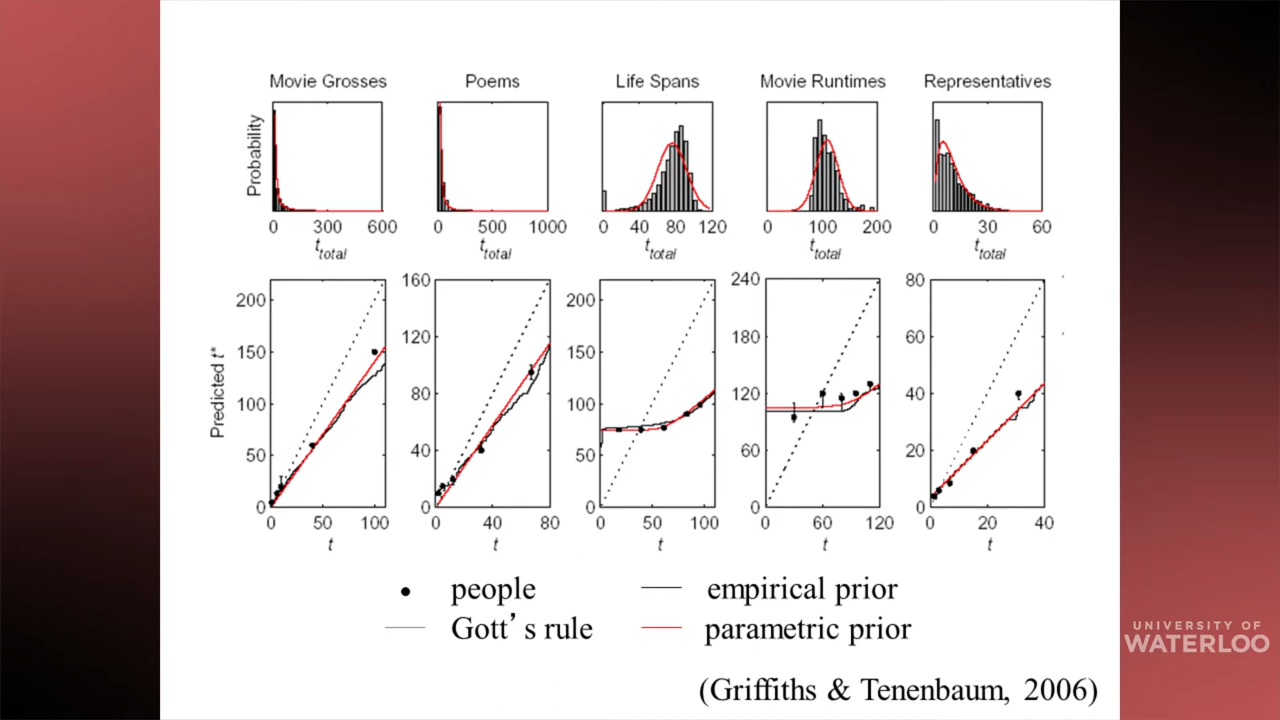 Movie Grosses Poems Life Spans Movie Runtimes Representatives
Probability
0 300 600 0 500 1000 0 40 80 120 0 100 200 0 30 60
t_total t_total t_total t_total t_total
Predicted t*
200
150
100
50
0
0 50 100
t
160
120
80
40
0
0 40 80
t
200
150
100
50
0
0 50 100
t
240
180
120
60
0
0 60 120
t
80
60
40
20
0
0 20 40
t
people empirical prior
Gott's rule parametric prior
UNIVERSITY OF
WATERLOO
(Griffiths & Tenenbaum, 2006)